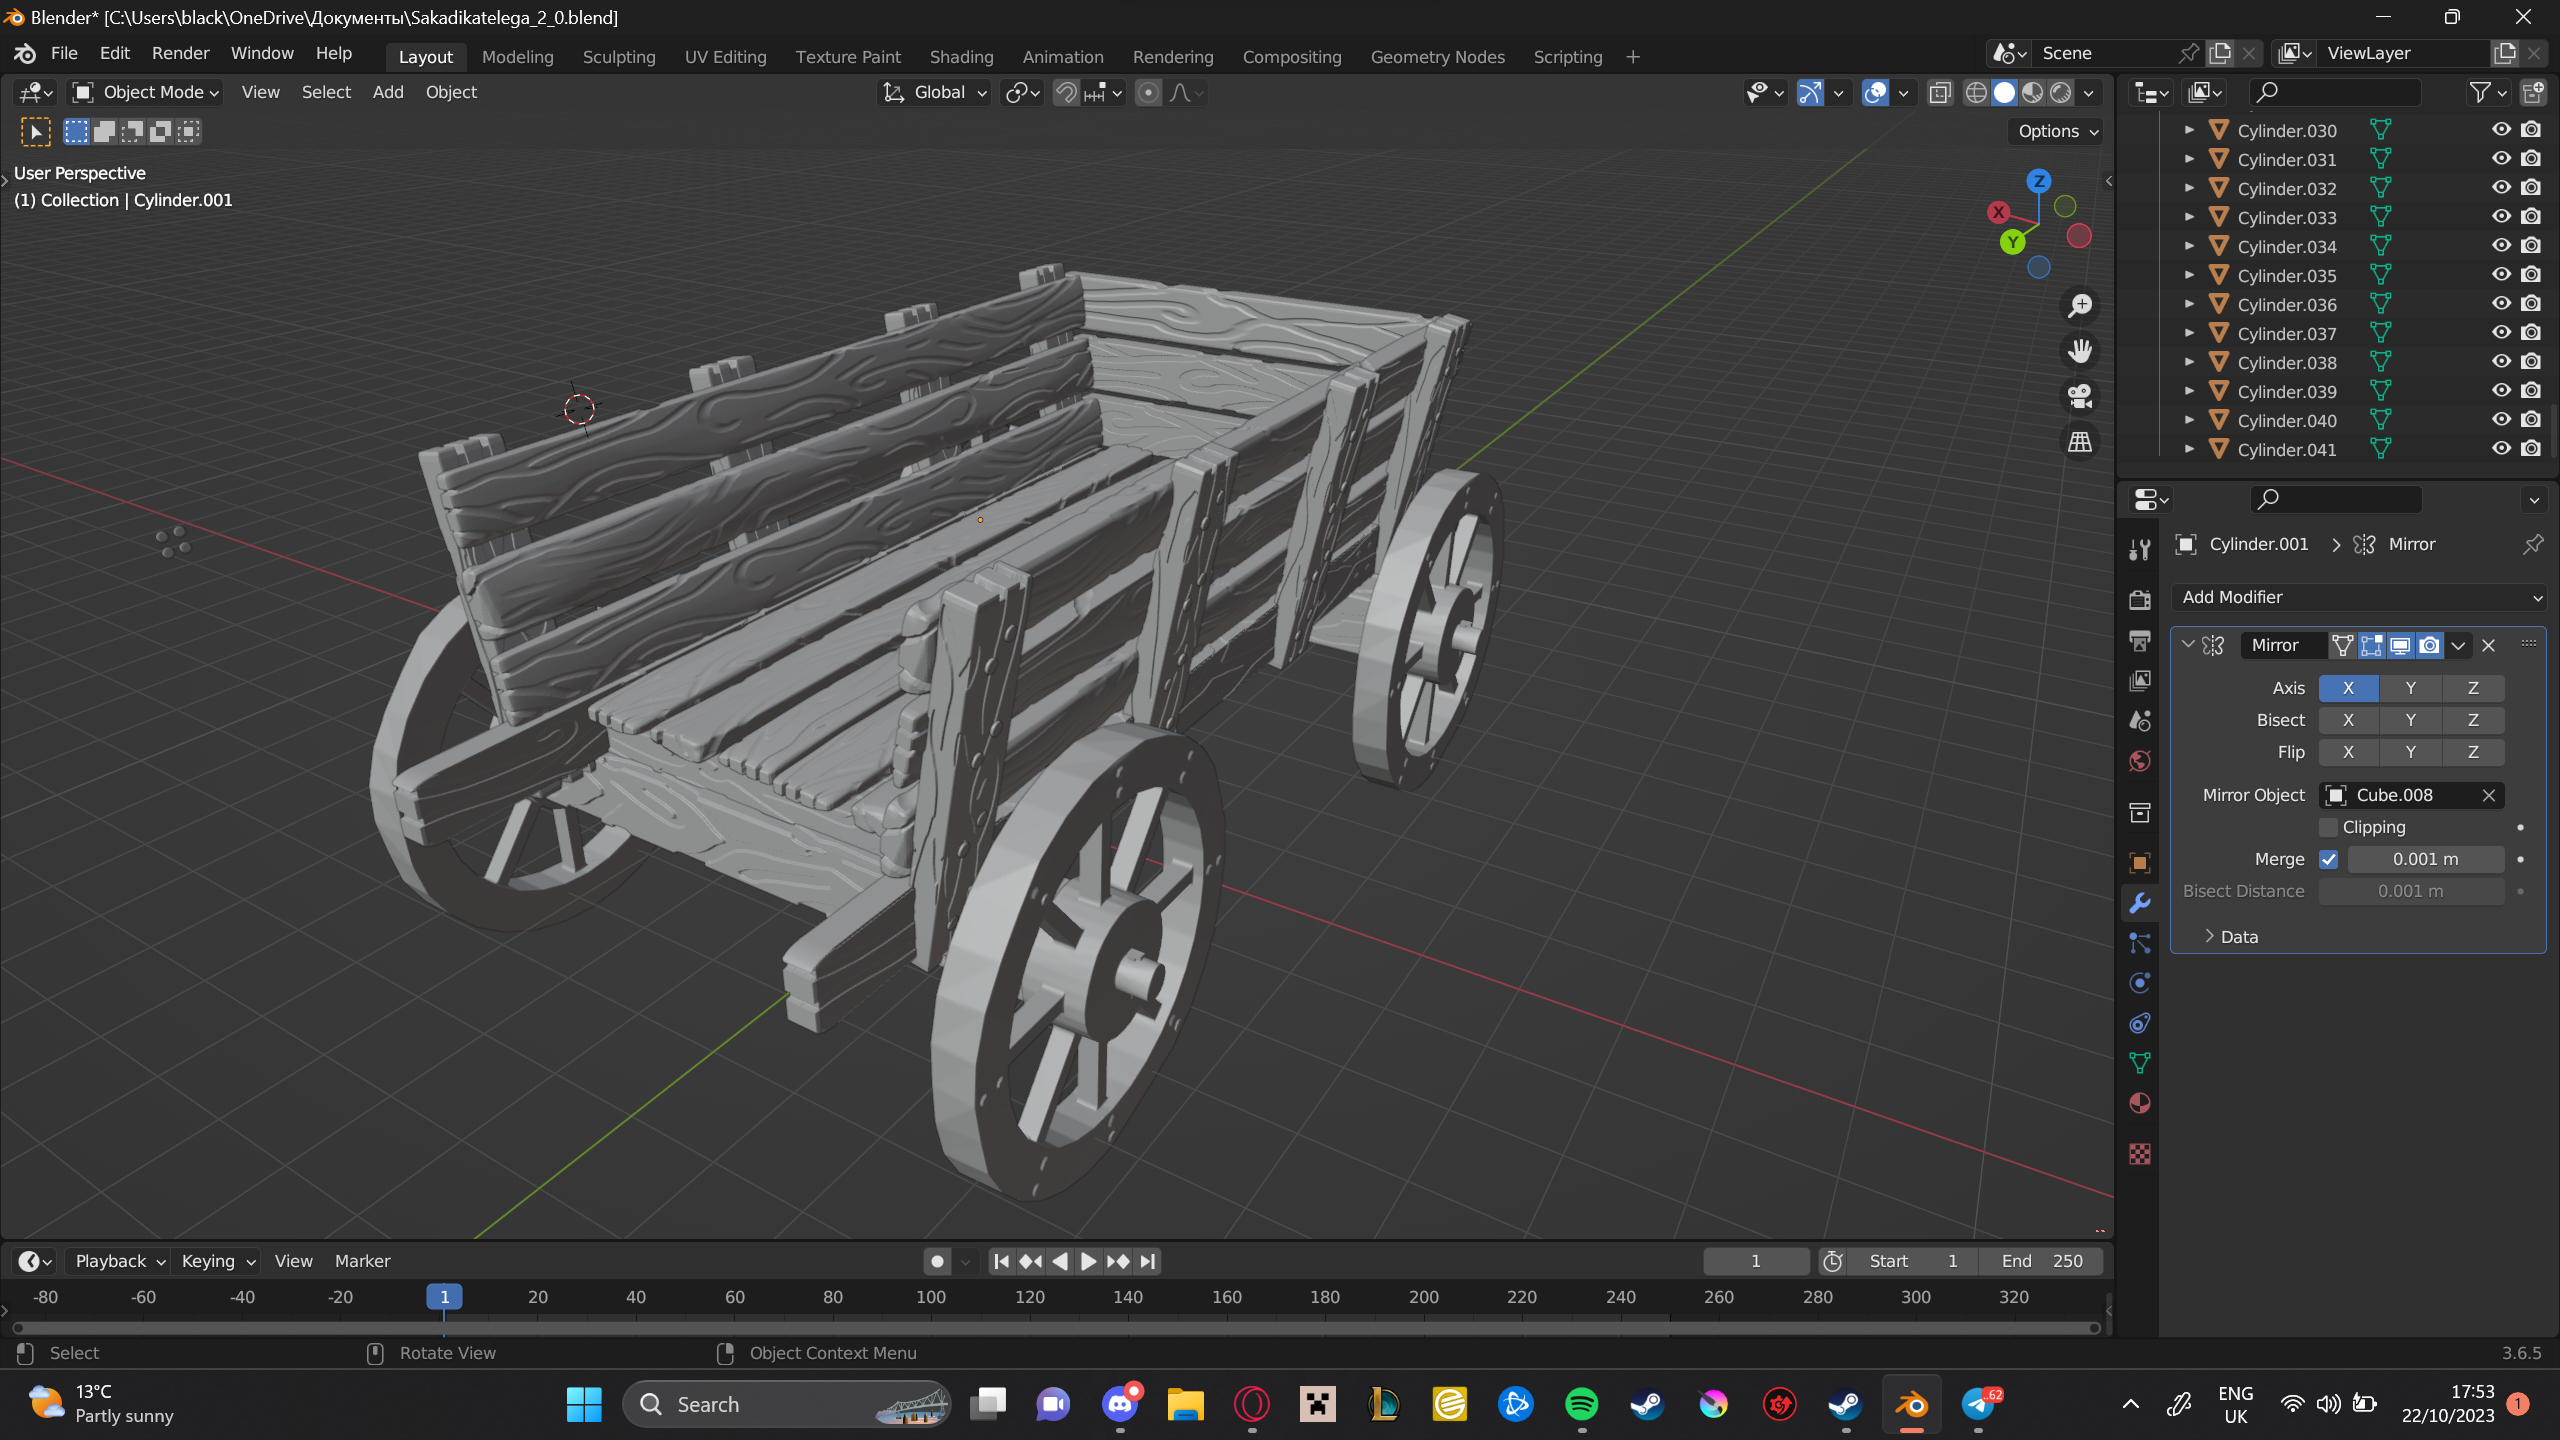 Blender* [C:\Users\black\OneDrive\Документы\Sakadikatelega_2_0.blend]
File Edit Render Window Help Layout Modeling Sculpting UV Editing Texture Paint Shading Animation Rendering Compositing Geometry Nodes Scripting + Scene ViewLayer
Object Mode View Select Add Object Global
Options
User Perspective
(1) Collection | Cylinder.001
Z
X
Y
Cylinder.030
Cylinder.031
Cylinder.032
Cylinder.033
Cylinder.034
Cylinder.035
Cylinder.036
Cylinder.037
Cylinder.038
Cylinder.039
Cylinder.040
Cylinder.041
Cylinder.001 > Mirror
Add Modifier
Mirror
Axis X Y Z
Bisect X Y Z
Flip X Y Z
Mirror Object Cube.008
Clipping
Merge 0.001 m
Bisect Distance 0.001 m
Data
Playback Keying View Marker 1 Start 1 End 250
-80 -60 -40 -20 1 20 40 60 80 100 120 140 160 180 200 220 240 260 280 300 320
Select Rotate View Object Context Menu 3.6.5
13°C
Partly sunny
Search
62
ENG
UK
17:53
22/10/2023
1